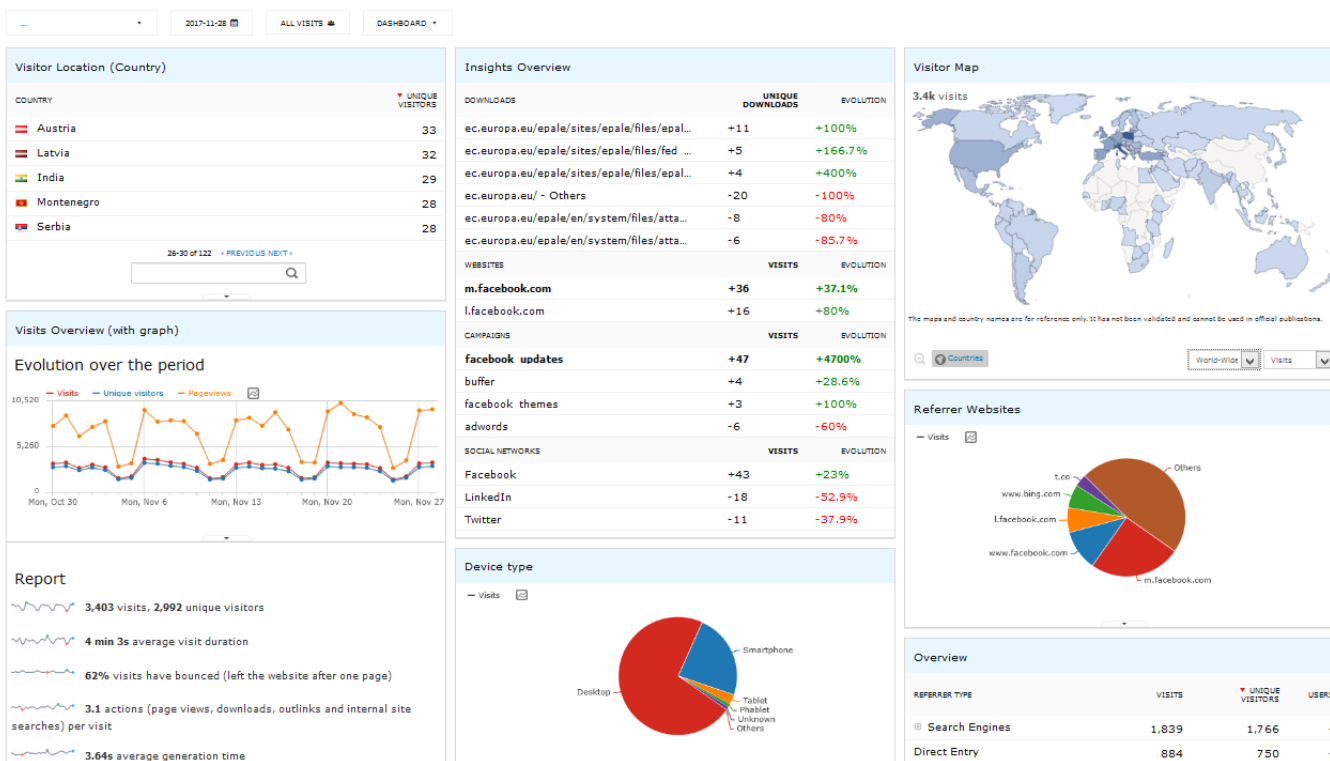 ...
2017-11-28
ALL VISITS
DASHBOARD
Visitor Location (Country)
COUNTRY
UNIQUE
VISITORS
Austria 33
Latvia 32
India 29
Montenegro 28
Serbia 28
26-30 of 122 ‹ PREVIOUS NEXT ›
Visits Overview (with graph)
Evolution over the period
Visits Unique visitors Pageviews
10,520
5,260
0
Mon, Oct 30 Mon, Nov 6 Mon, Nov 13 Mon, Nov 20 Mon, Nov 27
Report
3,403 visits, 2,992 unique visitors
4 min 3s average visit duration
62% visits have bounced (left the website after one page)
3.1 actions (page views, downloads, outlinks and internal site
searches) per visit
3.64s average generation time
Insights Overview
DOWNLOADS UNIQUE DOWNLOADS EVOLUTION
ec.europa.eu/epale/sites/epale/files/epal... +11 +100%
ec.europa.eu/epale/sites/epale/files/fed_... +5 +166.7%
ec.europa.eu/epale/sites/epale/files/epal... +4 +400%
ec.europa.eu/ - Others -20 -100%
ec.europa.eu/epale/en/system/files/atta... -8 -80%
ec.europa.eu/epale/en/system/files/atta... -6 -85.7%
WEBSITES VISITS EVOLUTION
m.facebook.com +36 +37.1%
l.facebook.com +16 +80%
CAMPAIGNS VISITS EVOLUTION
facebook_updates +47 +4700%
buffer +4 +28.6%
facebook_themes +3 +100%
adwords -6 -60%
SOCIAL NETWORKS VISITS EVOLUTION
Facebook +43 +23%
LinkedIn -18 -52.9%
Twitter -11 -37.9%
Device type
Visits
Smartphone
Desktop
Tablet
Phablet
Unknown
Others
Visitor Map
3.4k visits
The maps and country names are for reference only. It has not been validated and cannot be used in official publications.
Countries
World-Wide
Visits
Referrer Websites
Visits
Others
t.co
www.bing.com
l.facebook.com
www.facebook.com
m.facebook.com
Overview
REFERRER TYPE VISITS UNIQUE VISITORS USERS
Search Engines 1,839 1,766
Direct Entry 884 750